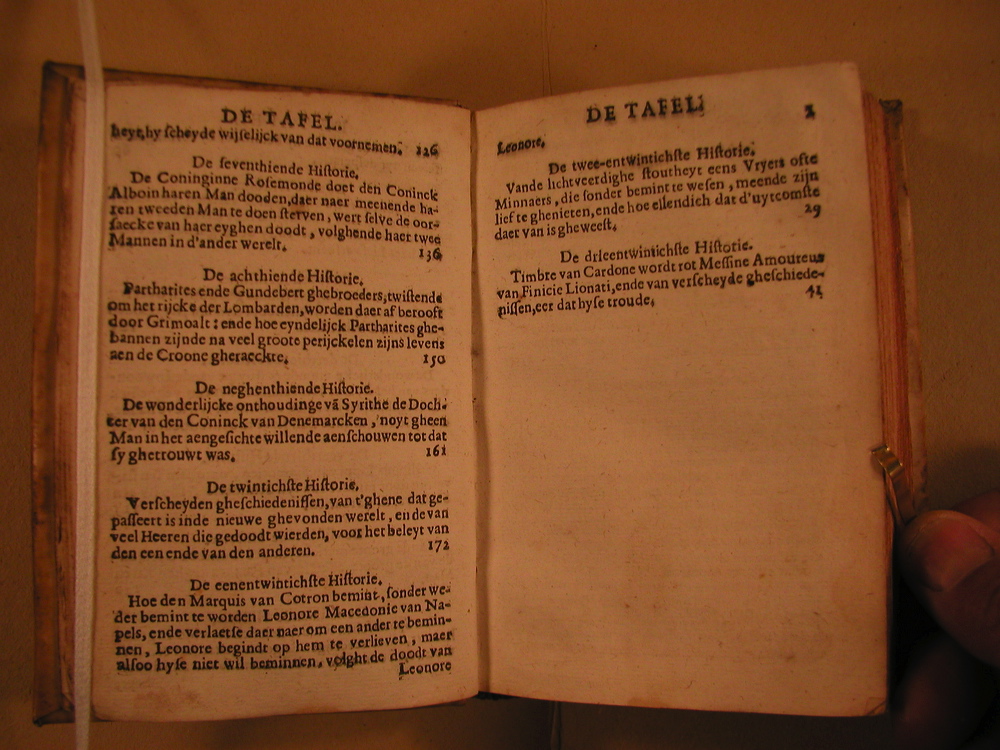 DE TAFEL.
heyt, hy scheyde wijselijck van dat voornemen. 126
De seventhiende Historie.
De Coninginne Rosemonde doet den Coninck
Alboin haren Man dooden, daer naer meenende ha-
ren tweeden Man te doen sterven, wert selve de oor-
saecke van haer eyghen doodt, volghende haer twee
Mannen in d'ander werelt.
136
De achthiende Historie.
Partharites ende Gundebert ghebroeders, twistende
om het rijcke der Lombarden, worden daer af berooft
door Grimoalt: ende hoe eyndelijck Partharites ghe-
bannen zijnde na veel groote perijckelen zijns levens
aen de Croone gheraeckte. 150
De neghenthiende Historie.
De wonderlijcke onthoudinge vã Syrithe de Doch-
ter van den Coninck van Denemarcken, noyt gheen
Man in het aengesichte willende aenschouwen tot dat
sy ghetrouwt was. 161
De twintichste Historie.
Verscheyden gheschiedenissen, van t'ghene dat ge-
passeert is inde nieuwe ghevonden werelt, en de van
veel Heeren die gedoodt wierden, voor het beleyt van
den een ende van den anderen. 172
De eenentwintichste Historie.
Hoe den Marquis van Cotron bemint, sonder we-
der bemint te worden Leonore Macedonie van Na-
pels, ende verlaetse daer naer om een ander te bemin-
nen, Leonore begindt op hem te verlieven, maer
alsoo hyse niet wil beminnen, volght de doodt van
Leonore
DE TAFEL.
Leonore.
De twee-entwintichste Historie.
Vande lichtveerdighe stoutheyt eens Vryers ofte
Minnaers, die sonder bemint te wesen, meende zijn
lief te ghenieten, ende hoe ellendich dat d'uytcomste
daer van is gheweest. 29
De drieentwintichste Historie.
Timbre van Cardone wordt tot Messine Amoureus
van Finicie Lionati, ende van verscheyde gheschiede-
nissen, eer dat hyse troude. 41